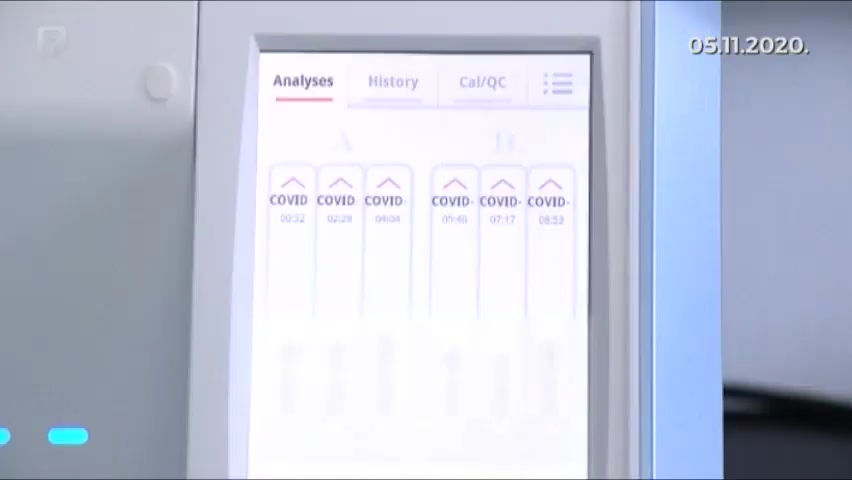 05.11.2020.
Analyses History Cal/QC
A B
COVID COVID COVID- COVID- COVID- COVID-
00:52 02:28 04:04 05:40 07:17 08:53